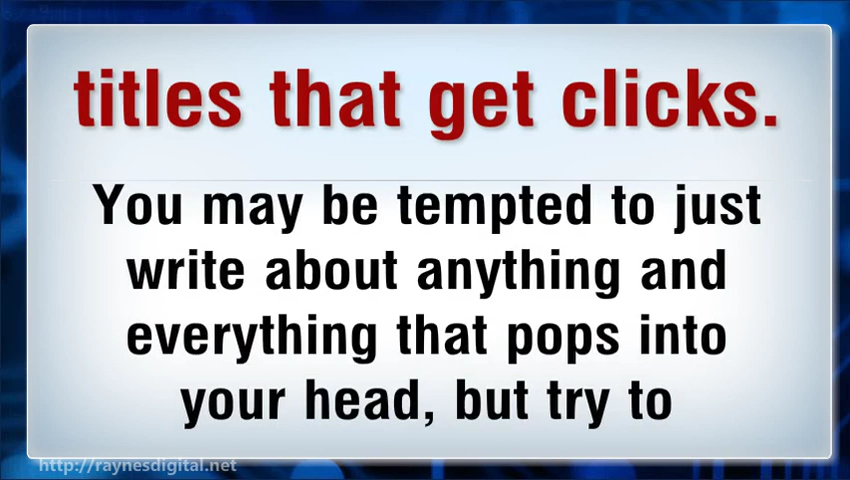 titles that get clicks.
You may be tempted to just
write about anything and
everything that pops into
your head, but try to
http://raynesdigital.net